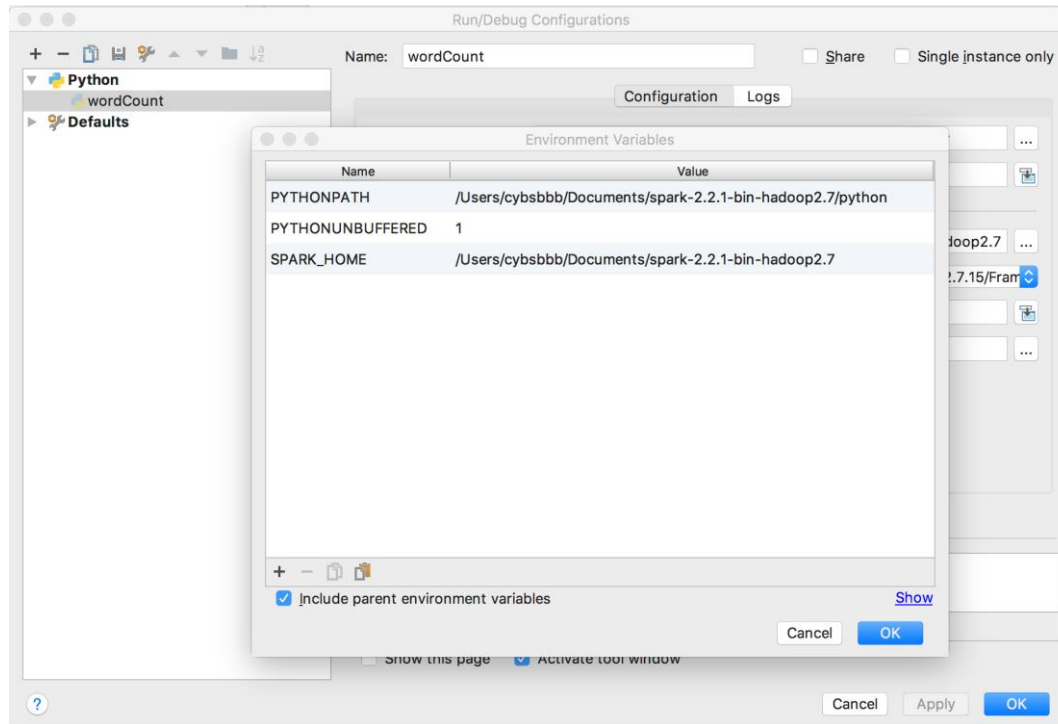 Run/Debug Configurations
Name: wordCount Share Single instance only
Python
wordCount
Defaults
Configuration Logs
Environment Variables
Name Value
PYTHONPATH /Users/cybsbbb/Documents/spark-2.2.1-bin-hadoop2.7/python
PYTHONUNBUFFERED 1
SPARK_HOME /Users/cybsbbb/Documents/spark-2.2.1-bin-hadoop2.7
...
loop2.7 ...
2.7.15/Fram
...
Include parent environment variables Show
Cancel OK
Show this page Activate tool window
? Cancel Apply OK